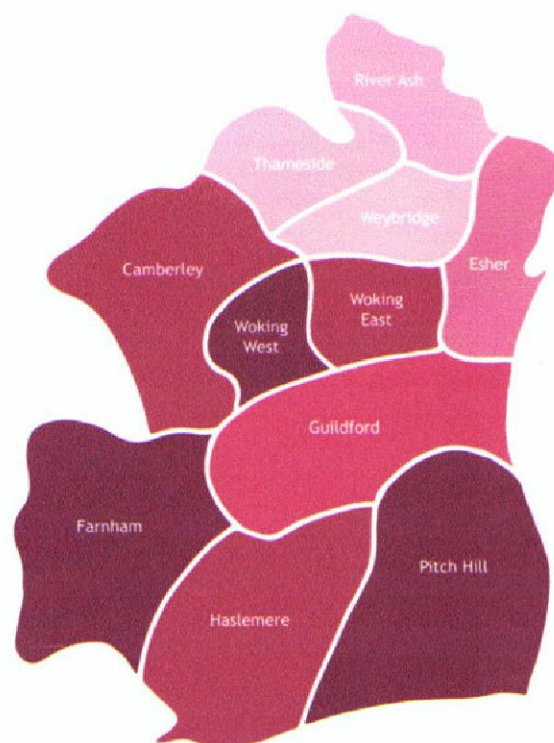 River Ash
Thameside
Weybridge
Esher
Camberley
Woking
West
Woking
East
Guildford
Farnham
Pitch Hill
Haslemere